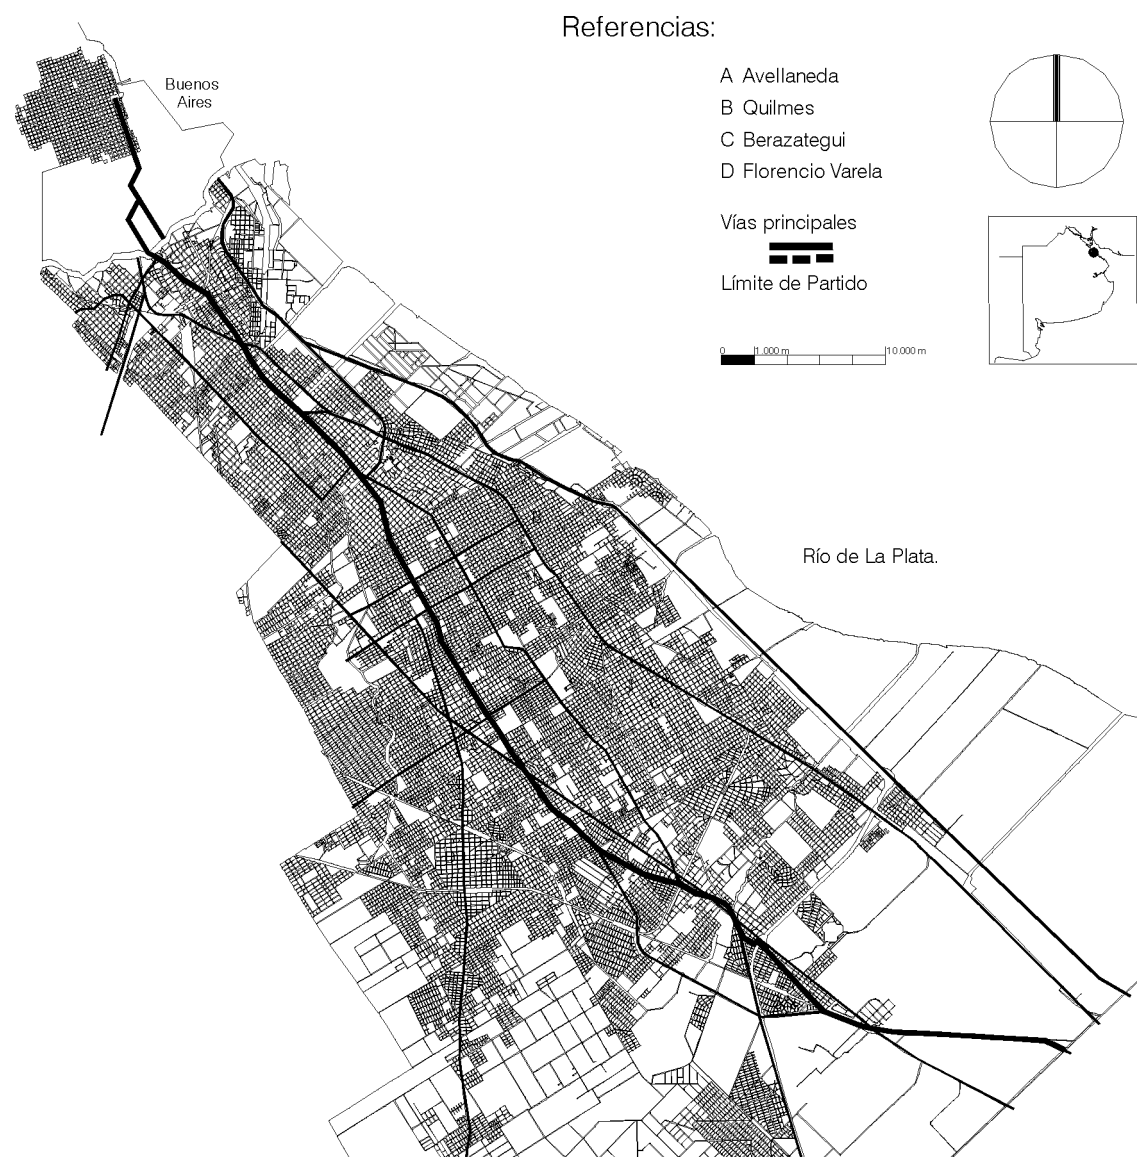 Referencias:
Buenos
Aires
A Avellaneda
B Quilmes
C Berazategui
D Florencio Varela
Vías principales
Límite de Partido
0 1.000 m 10.000 m
Río de La Plata.